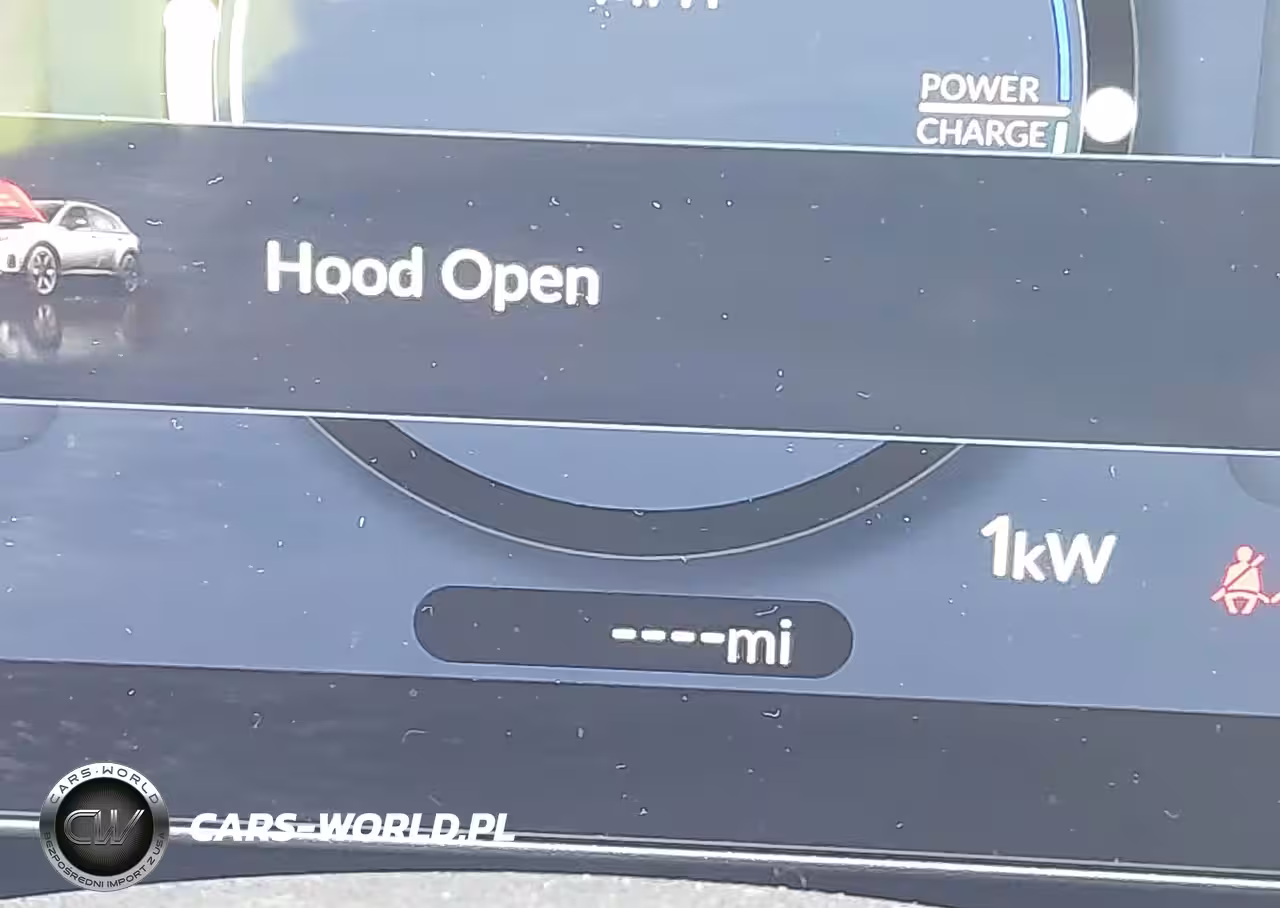 POWER
CHARGE
Hood Open
1kW
----mi
CARS-WORLD
CW
BEZPOŚREDNI IMPORT Z USA
CARS-WORLD.PL